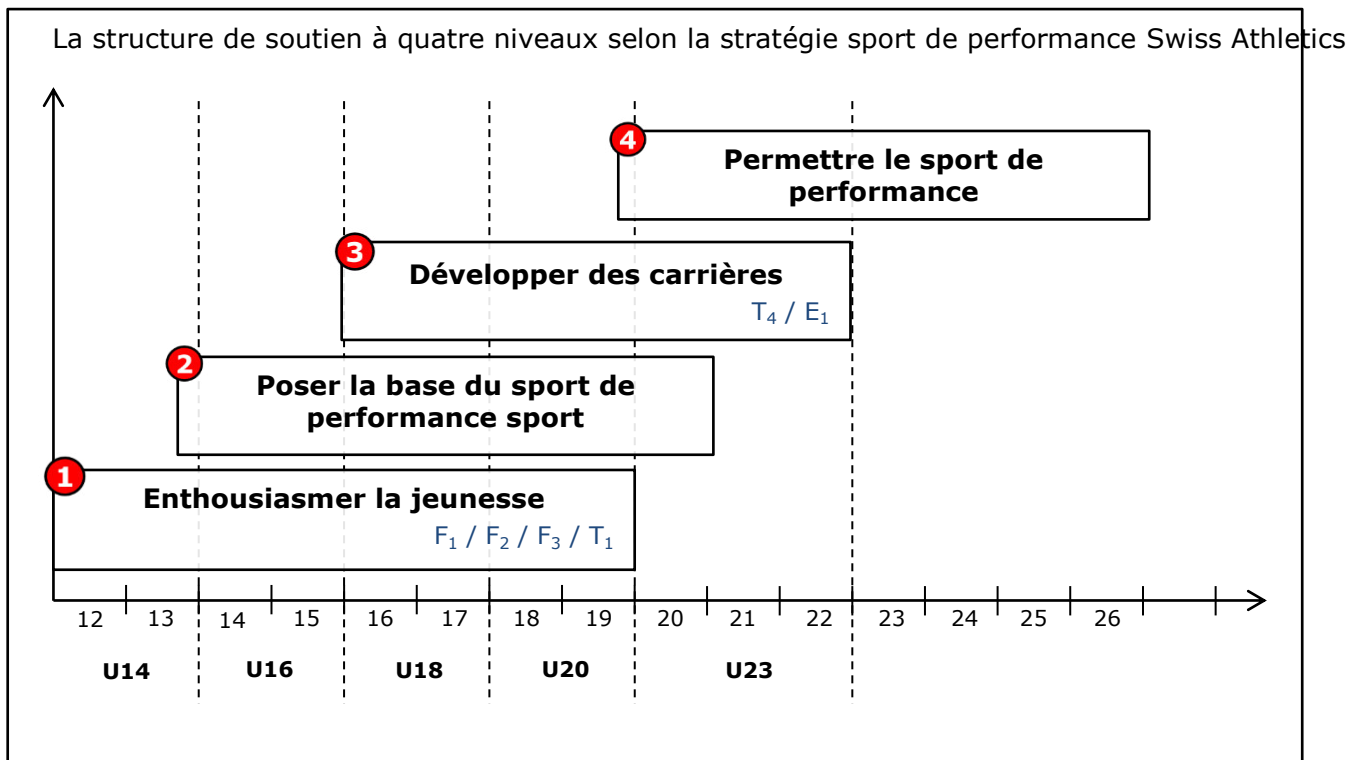 La structure de soutien à quatre niveaux selon la stratégie sport de performance Swiss Athletics
4
Permettre le sport de
performance
3
Développer des carrières
T₄ / E₁
2
Poser la base du sport de
performance sport
1
Enthousiasmer la jeunesse
F₁ / F₂ / F₃ / T₁
12 13 14 15 16 17 18 19 20 21 22 23 24 25 26
U14 U16 U18 U20 U23